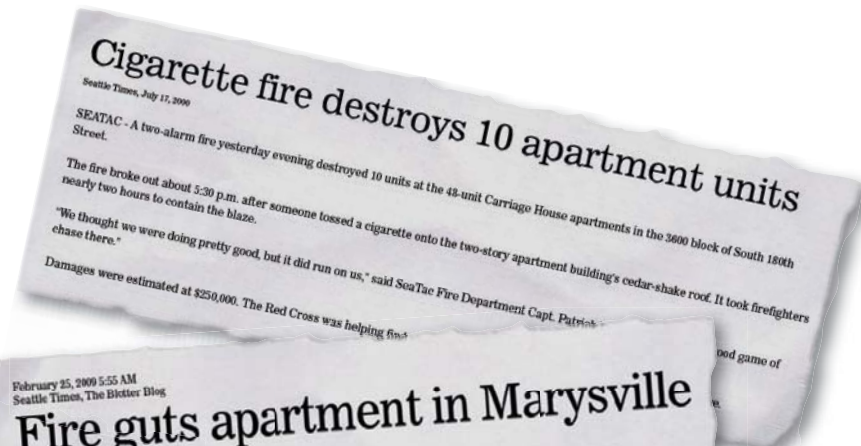 Cigarette fire destroys 10 apartment units
Seattle Times, July 17, 2000
SEATAC - A two-alarm fire yesterday evening destroyed 10 units at the 48-unit Carriage House apartments in the 3600 block of South 180th
Street.
The fire broke out about 5:30 p.m. after someone tossed a cigarette onto the two-story apartment building's cedar-shake roof. It took firefighters
nearly two hours to contain the blaze.
"We thought we were doing pretty good, but it did run on us," said SeaTac Fire Department Capt. game of
chase there."
Damages were estimated at $250,000. The Red Cross was helping
February 25, 2009 5:55 AM
Seattle Times, The Blotter Blog
Fire guts apartment in Marysville